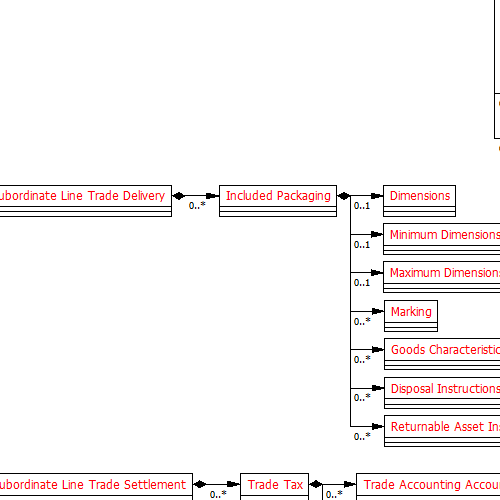 ubordinate Line Trade Delivery
0..*
Included Packaging
0..1
Dimensions
0..1
Minimum Dimensions
0..1
Maximum Dimension
0..*
Marking
0..*
Goods Characteristic
0..*
Disposal Instructions
0..*
Returnable Asset In
ubordinate Line Trade Settlement
0..*
Trade Tax
0..*
Trade Accounting Accou